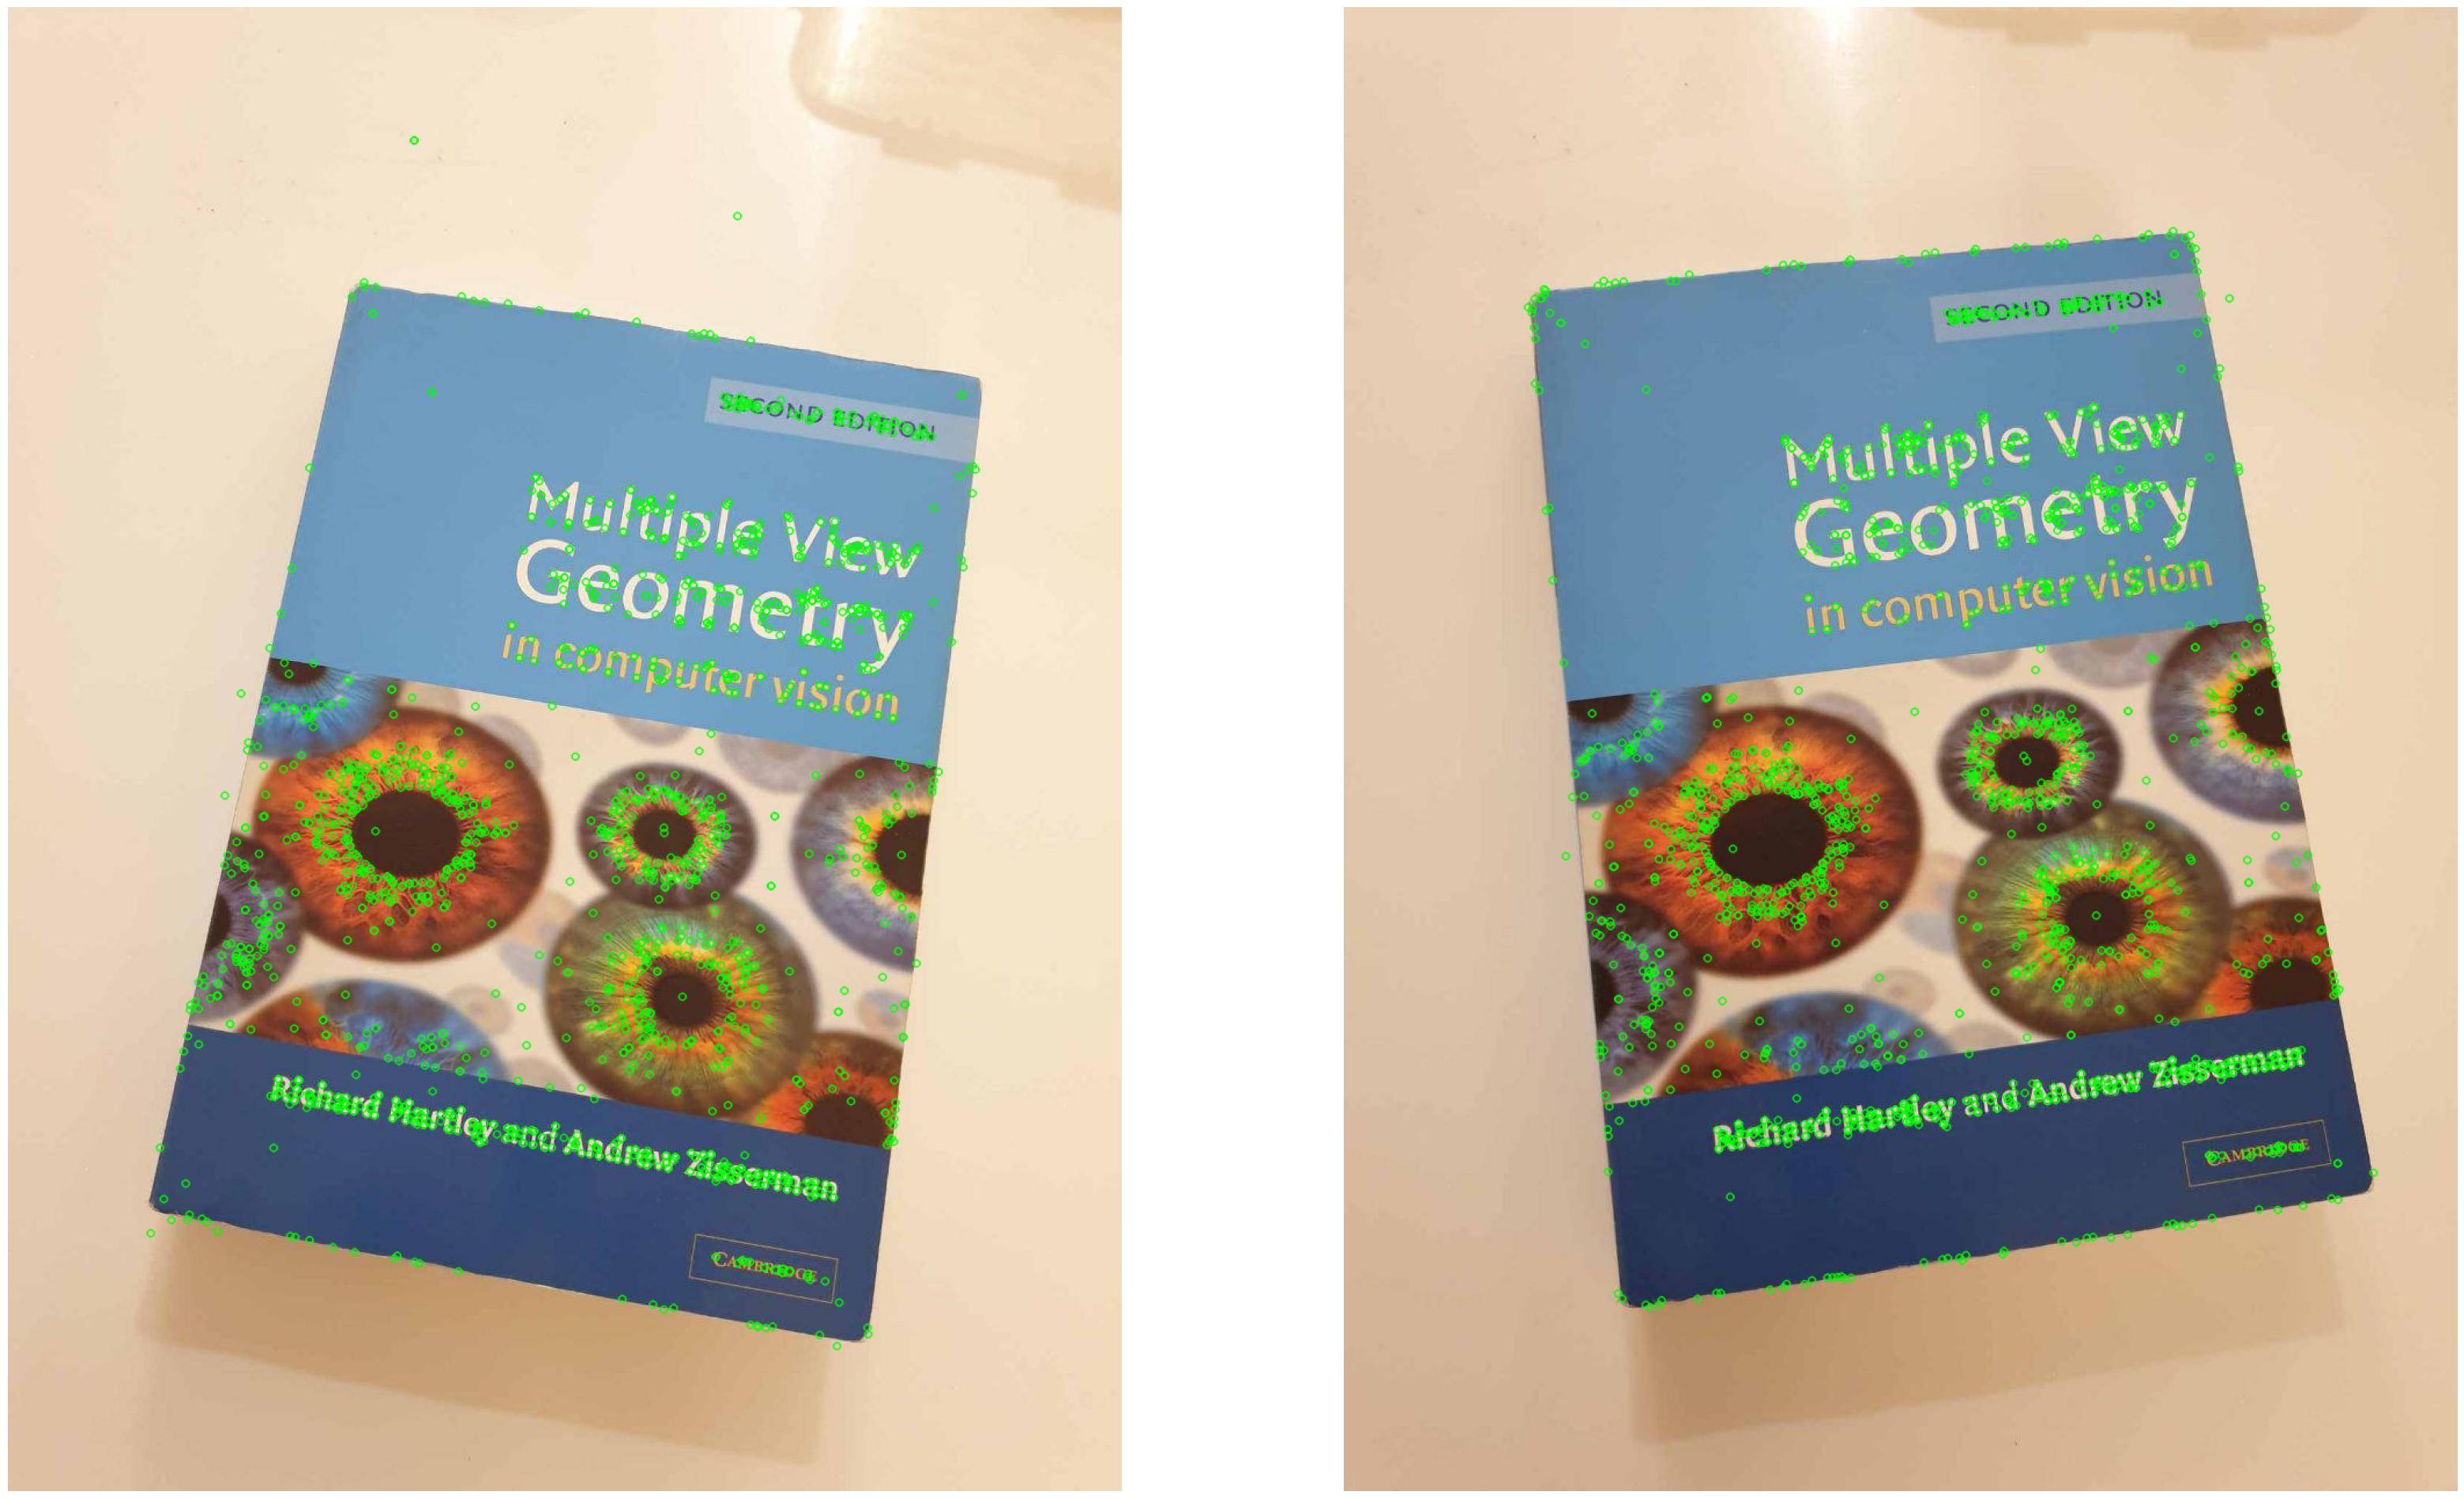 SECOND EDITION
Multiple View
Geometry
in computer vision
Richard Hartley and Andrew Zisserman
CAMBRIDGE
SECOND EDITION
Multiple View
Geometry
in computer vision
Richard Hartley and Andrew Zisserman
CAMBRIDGE